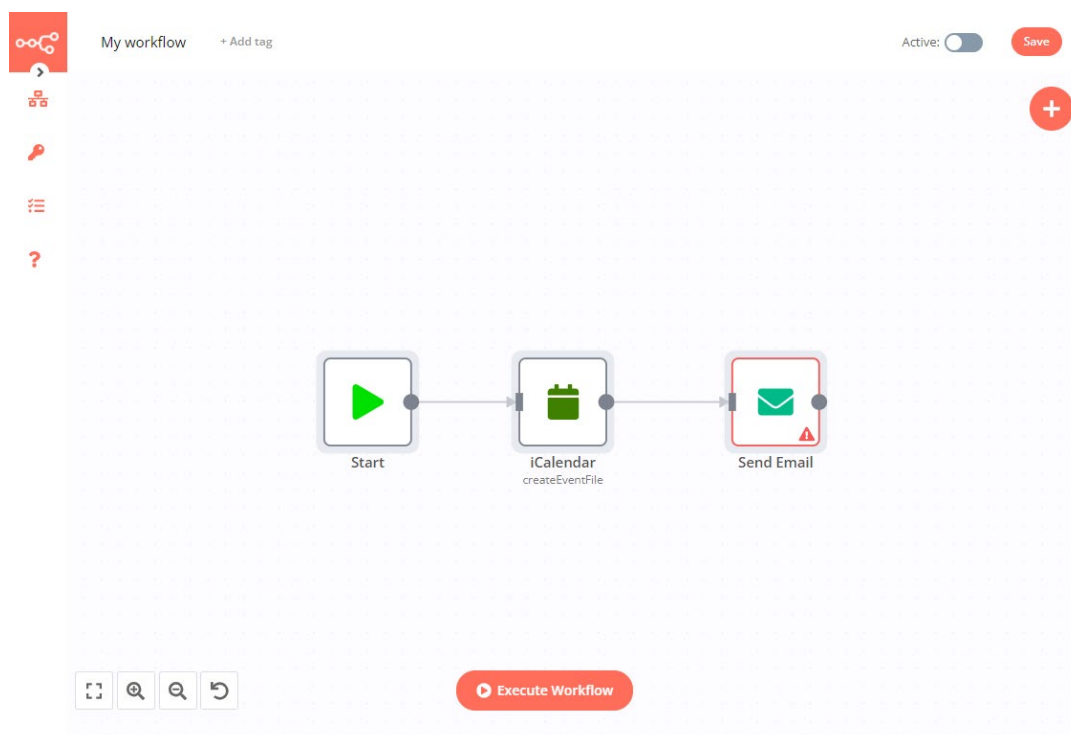 My workflow
+ Add tag
Active:
Save
Start
iCalendar
createEventFile
Send Email
Execute Workflow